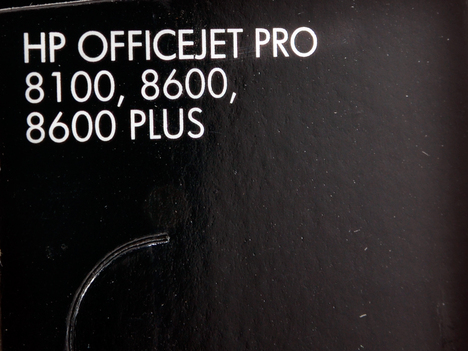 HP OFFICEJET PRO
8100, 8600,
8600 PLUS